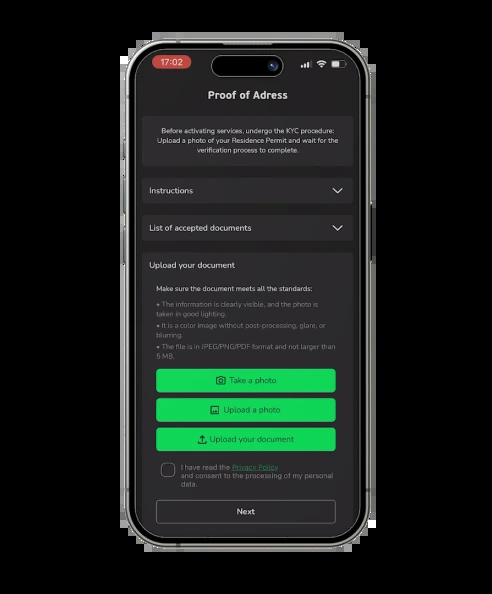 17:02
Proof of Adress
Before activating services, undergo the KYC procedure:
Upload a photo of your Residence Permit and wait for the
verification process to complete.
Instructions
List of accepted documents
Upload your document
Make sure the document meets all the standards:
• The information is clearly visible, and the photo is
taken in good lighting.
• It is a color image without post-processing, glare, or
blurring.
• The file is in JPEG/PNG/PDF format and not larger than
5 MB.
Take a photo
Upload a photo
Upload your document
I have read the Privacy Policy
and consent to the processing of my personal
data.
Next